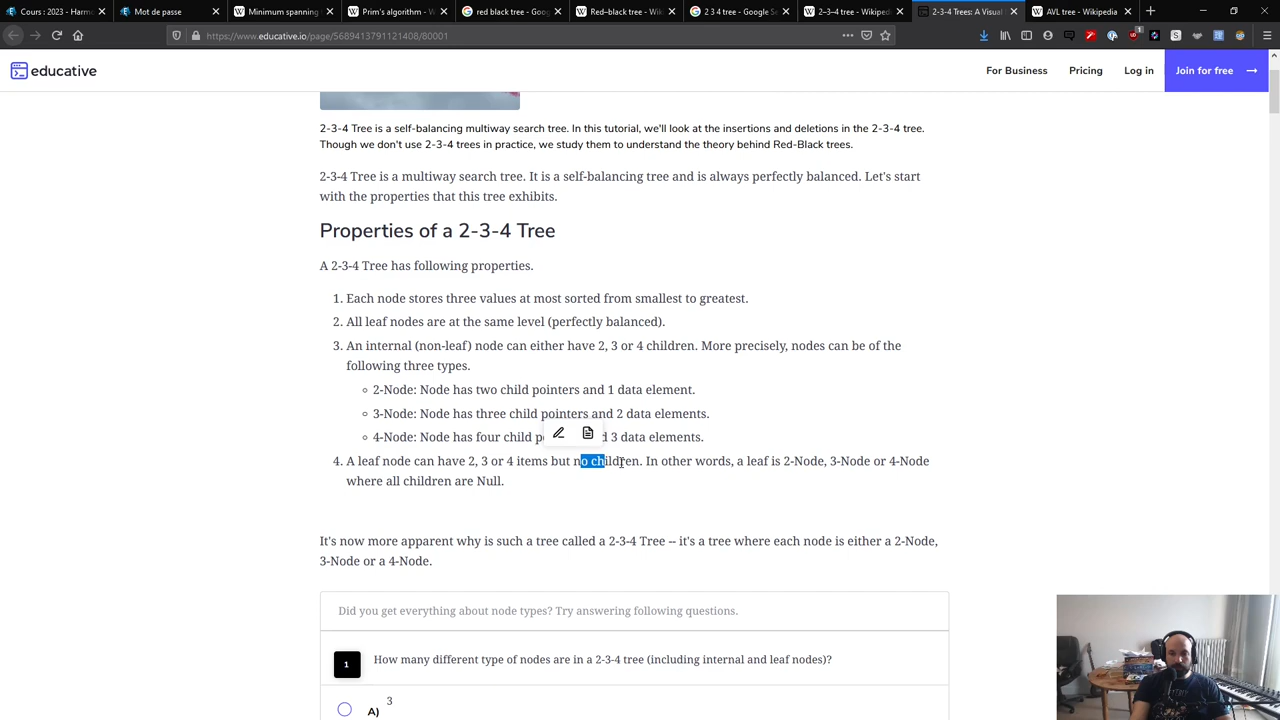 Cours : 2023 - Harmo
Mot de passe
Minimum spanning
Prim's algorithm - W
red black tree - Goog
Red–black tree - Wik
2 3 4 tree - Google Se
2–3–4 tree - Wikiped
2-3-4 Trees: A Visual
AVL tree - Wikipedia
https://www.educative.io/page/5689413791121408/80001
educative
For Business
Pricing
Log in
Join for free →
2-3-4 Tree is a self-balancing multiway search tree. In this tutorial, we'll look at the insertions and deletions in the 2-3-4 tree.
Though we don't use 2-3-4 trees in practice, we study them to understand the theory behind Red-Black trees.
2-3-4 Tree is a multiway search tree. It is a self-balancing tree and is always perfectly balanced. Let's start
with the properties that this tree exhibits.
Properties of a 2-3-4 Tree
A 2-3-4 Tree has following properties.
1. Each node stores three values at most sorted from smallest to greatest.
2. All leaf nodes are at the same level (perfectly balanced).
3. An internal (non-leaf) node can either have 2, 3 or 4 children. More precisely, nodes can be of the
following three types.
2-Node: Node has two child pointers and 1 data element.
3-Node: Node has three child pointers and 2 data elements.
4-Node: Node has four child p d 3 data elements.
4. A leaf node can have 2, 3 or 4 items but no children. In other words, a leaf is 2-Node, 3-Node or 4-Node
where all children are Null.
It's now more apparent why is such a tree called a 2-3-4 Tree -- it's a tree where each node is either a 2-Node,
3-Node or a 4-Node.
Did you get everything about node types? Try answering following questions.
1
How many different type of nodes are in a 2-3-4 tree (including internal and leaf nodes)?
A) 3